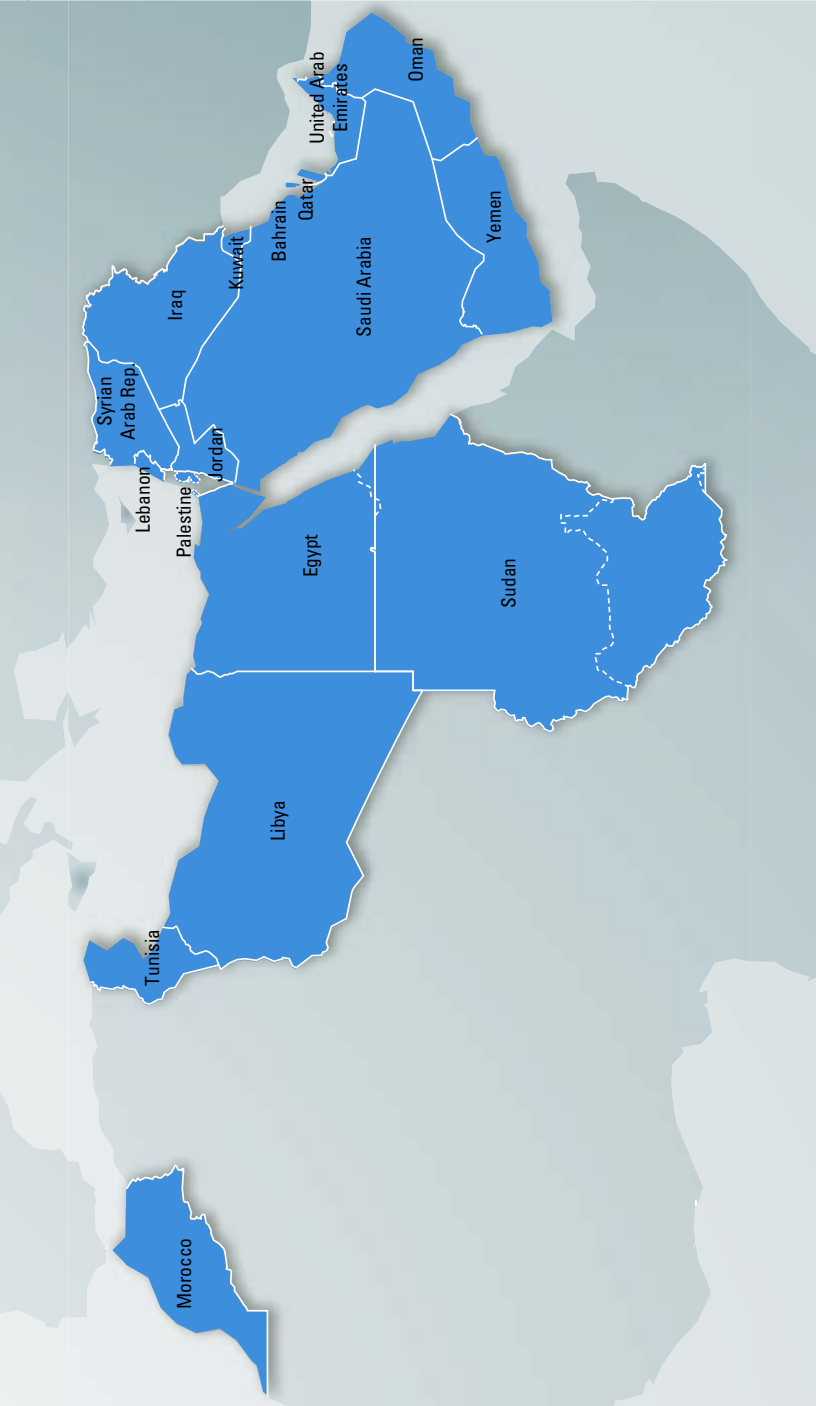 Morocco
Tunisia
Libya
Egypt
Sudan
Lebanon
Palestine
Jordan
Syrian
Arab Rep.
Iraq
Kuwait
Saudi Arabia
Bahrain
Qatar
United Arab
Emirates
Oman
Yemen